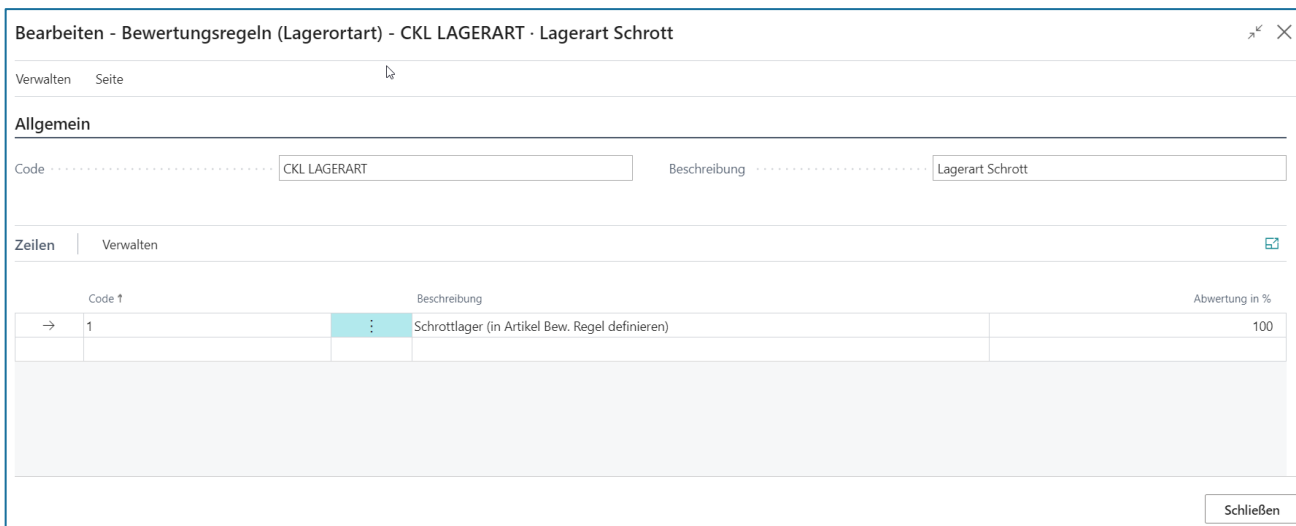 Bearbeiten - Bewertungsregeln (Lagerortart) - CKL LAGERART · Lagerart Schrott
Verwalten Seite
Allgemein
Code CKL LAGERART Beschreibung Lagerart Schrott
Zeilen Verwalten
Code ↑ Beschreibung Abwertung in %
→ 1 Schrottlager (in Artikel Bew. Regel definieren) 100
Schließen